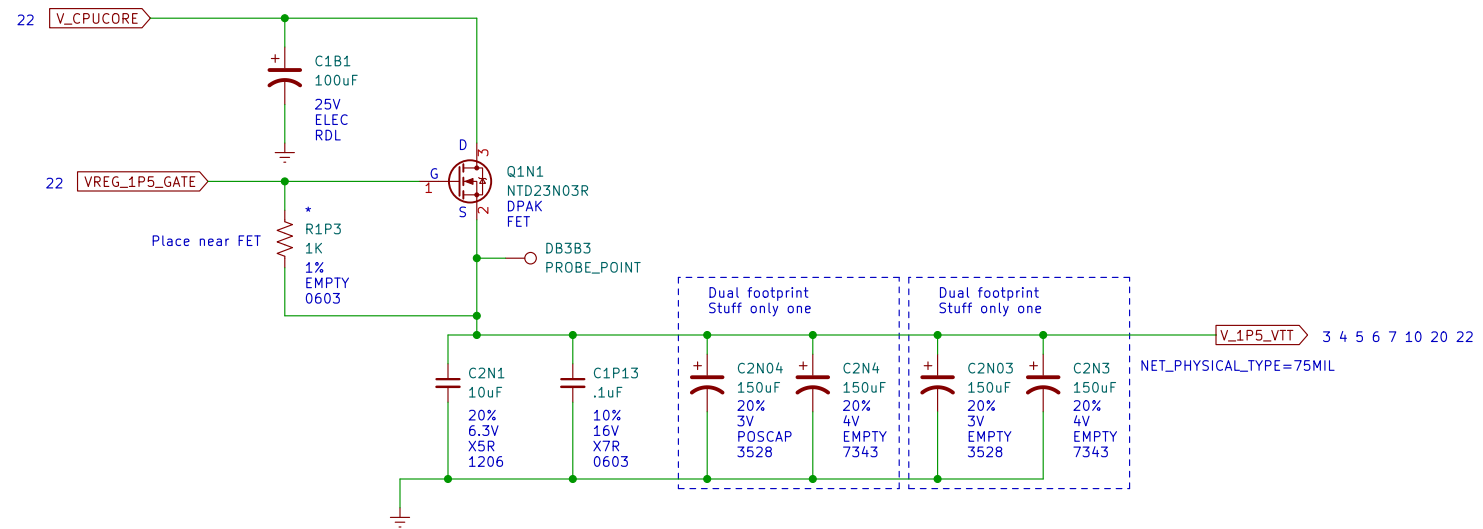 22 V_CPUCORE
+
C1B1
100uF
25V
ELEC
RDL
22 VREG_1P5_GATE
D
3
G
1
S
2
Q1N1
NTD23N03R
DPAK
FET
*
R1P3
1K
1%
EMPTY
0603
Place near FET
DB3B3
PROBE_POINT
Dual footprint
Stuff only one
Dual footprint
Stuff only one
V_1P5_VTT 3 4 5 6 7 10 20 22
NET_PHYSICAL_TYPE=75MIL
C2N1
10uF
20%
6.3V
X5R
1206
C1P13
.1uF
10%
16V
X7R
0603
+
C2N04
150uF
20%
3V
POSCAP
3528
+
C2N4
150uF
20%
4V
EMPTY
7343
+
C2N03
150uF
20%
3V
EMPTY
3528
+
C2N3
150uF
20%
4V
EMPTY
7343